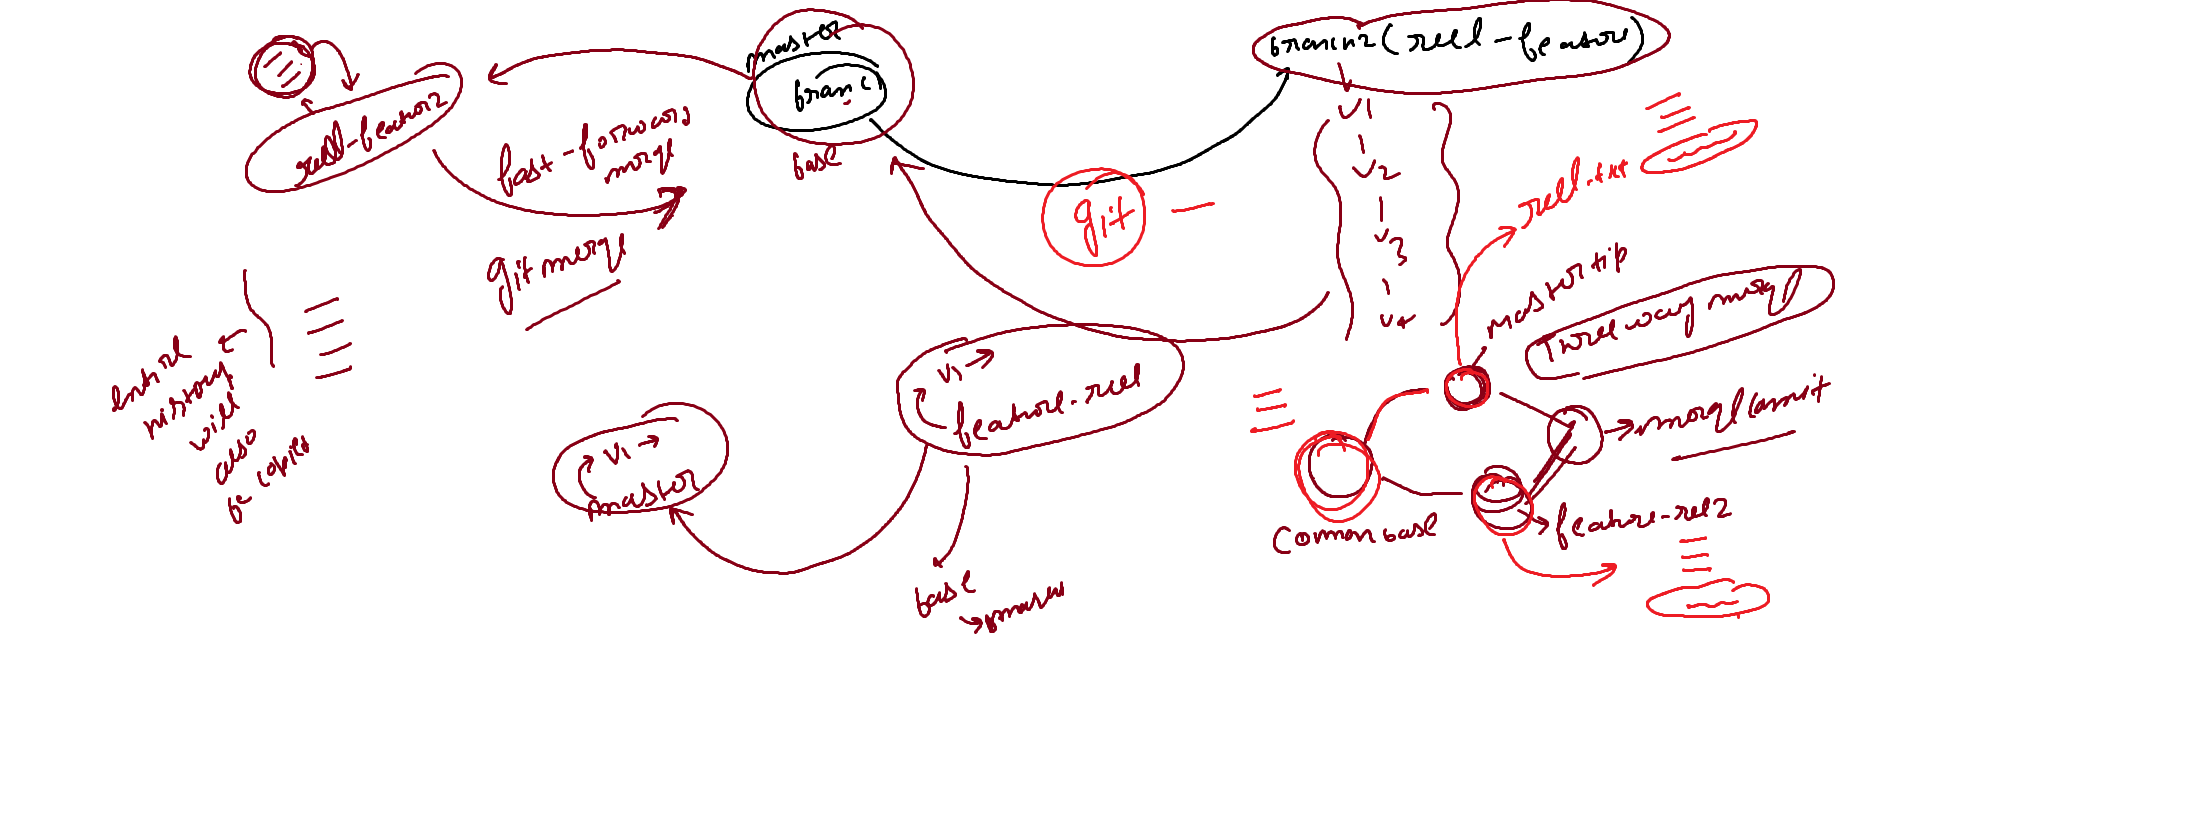 master
branch
base
branch2 (reel-feature)
v1
v2
v3
v4
reel-feature2
fast-forward
merge
git merge
git
entire
history
will
also
be copied
reel.txt
master tip
Three way merge
merge commit
feature-reel2
Common base
v1
feature-reel
v1
master
base
master